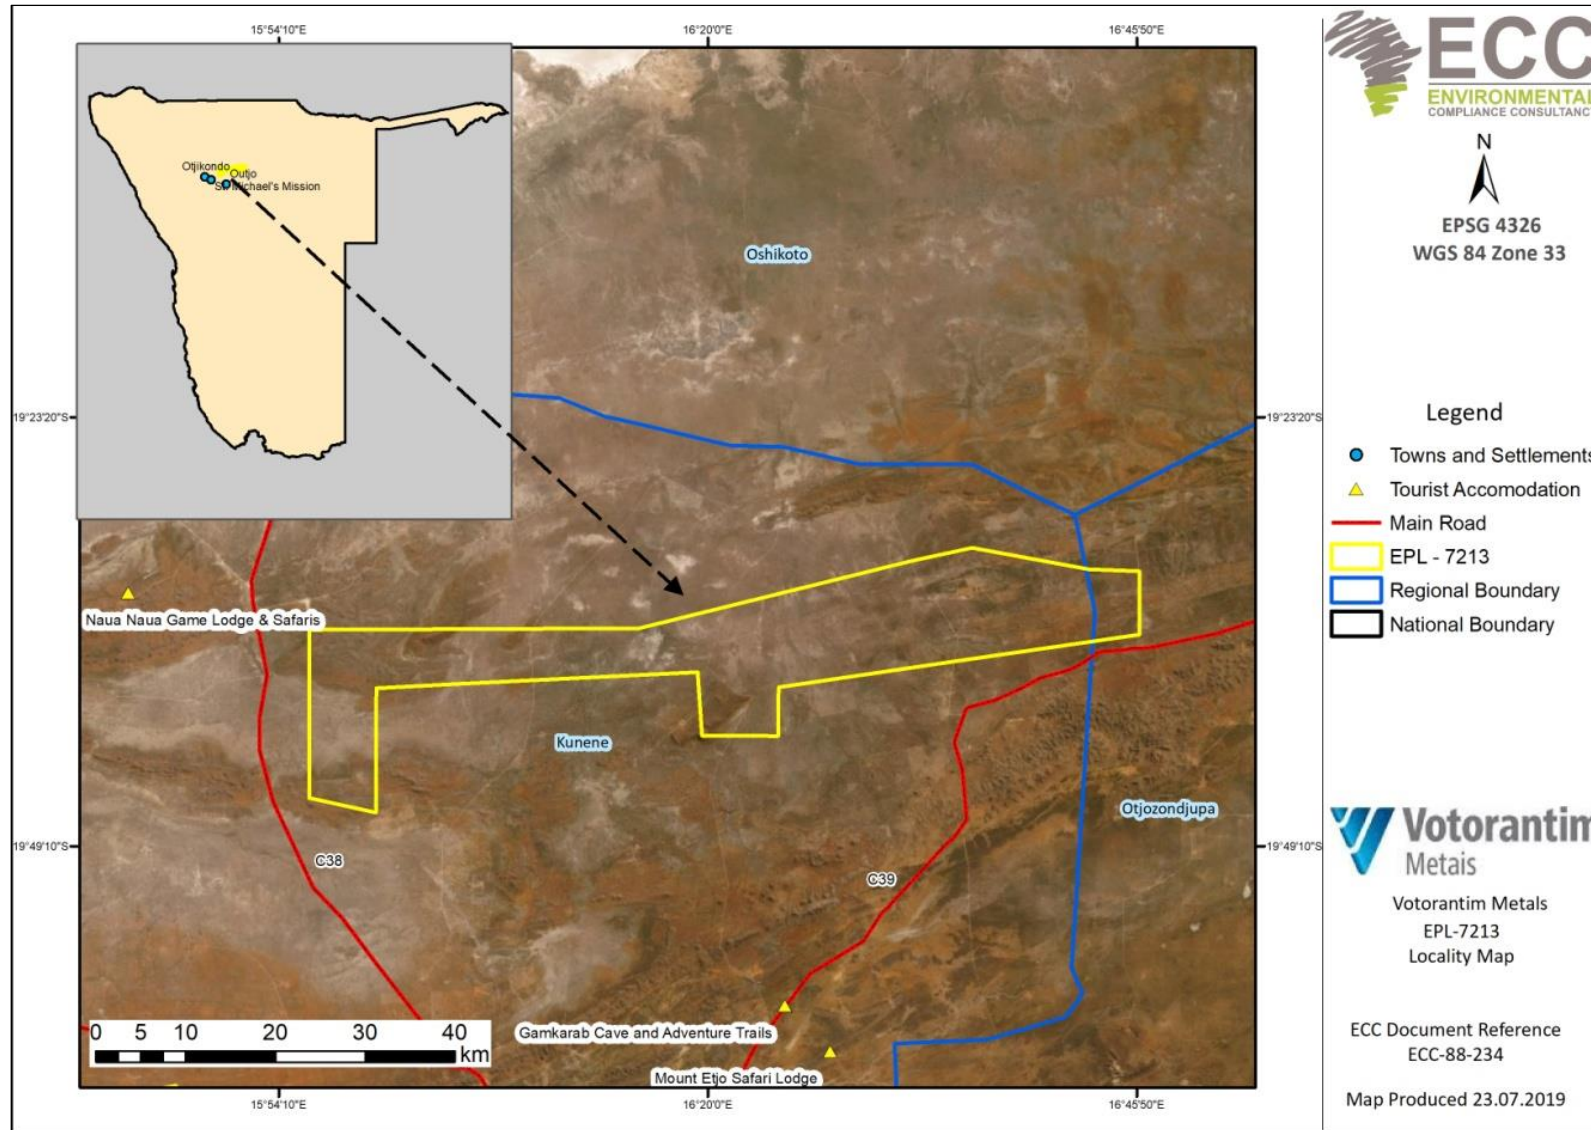 15°54'10"E
16°20'0"E
16°45'50"E
Otjikondo
Outjo
Michael's Mission
Oshikoto
19°23'20"S
19°23'20"S
Naua Naua Game Lodge & Safaris
Kunene
Otjozondjupa
19°49'10"S
19°49'10"S
C38
C39
Gamkarab Cave and Adventure Trails
Mount Etjo Safari Lodge
0 5 10 20 30 40
km
15°54'10"E
16°20'0"E
16°45'50"E
ECC
ENVIRONMENTAL
COMPLIANCE CONSULTANC
N
EPSG 4326
WGS 84 Zone 33
Legend
Towns and Settlements
Tourist Accomodation
Main Road
EPL - 7213
Regional Boundary
National Boundary
Votorantim
Metais
Votorantim Metals
EPL-7213
Locality Map
ECC Document Reference
ECC-88-234
Map Produced 23.07.2019